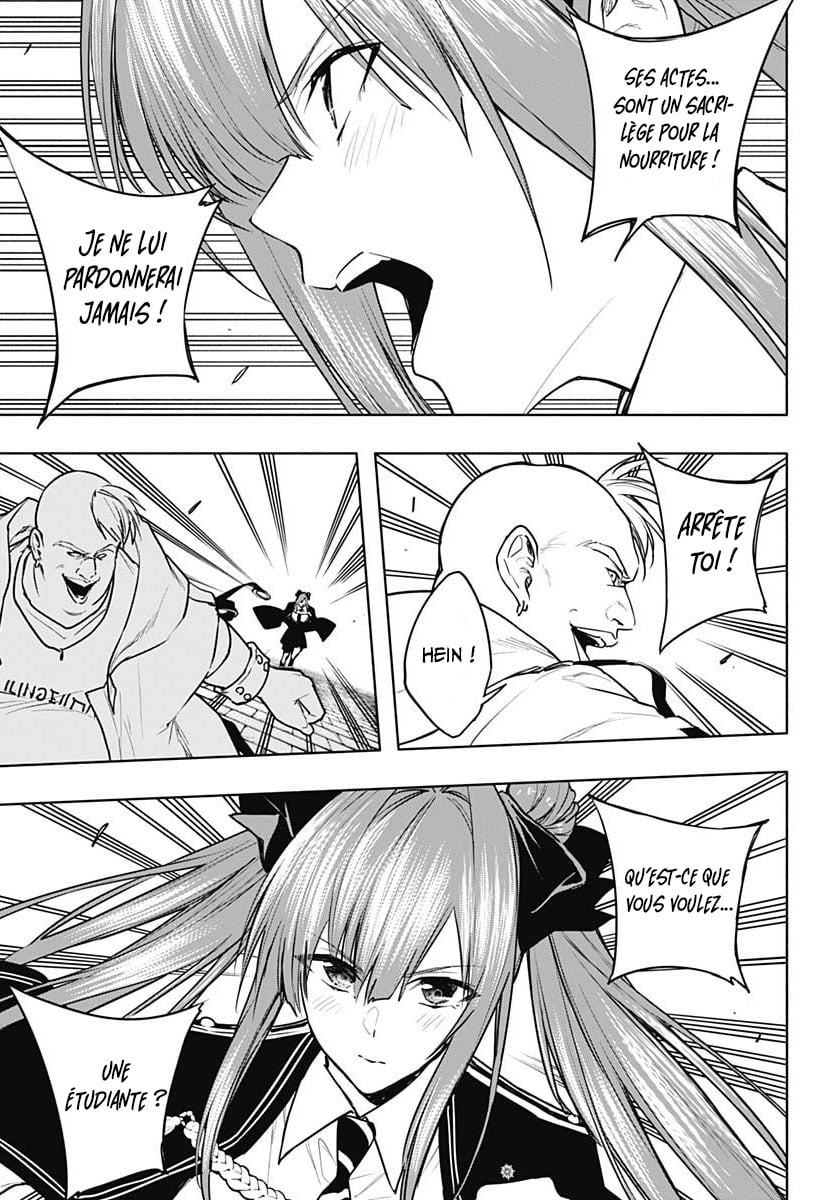 SES ACTES...
SONT UN SACRI-
LÈGE POUR LA
NOURRITURE !
JE NE LUI
PARDONNERAI
JAMAIS !
ARRÊTE
TOI !
HEIN !
QU'EST-CE QUE
VOUS VOULEZ...
UNE
ÉTUDIANTE ?